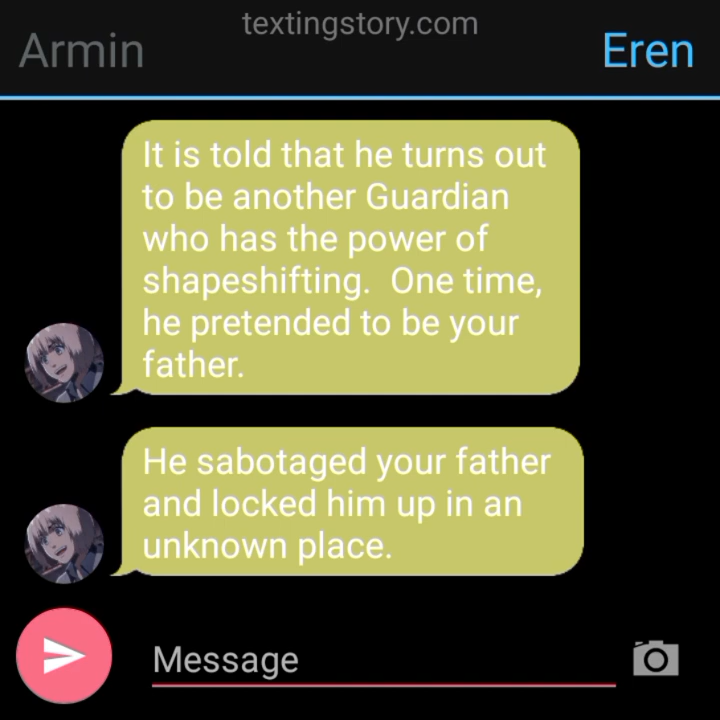 textingstory.com
Armin
Eren
It is told that he turns out
to be another Guardian
who has the power of
shapeshifting.  One time,
he pretended to be your
father.
He sabotaged your father
and locked him up in an
unknown place.
Message